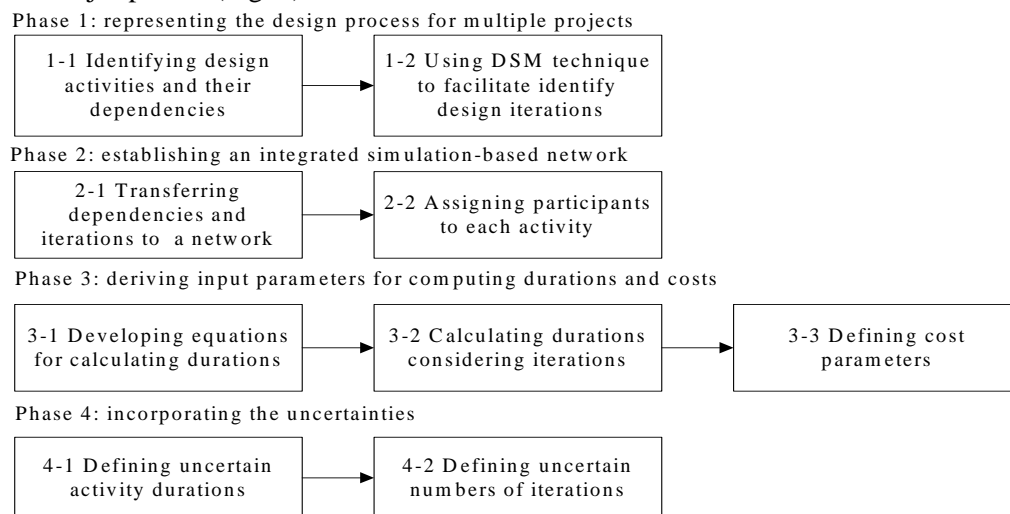 Phase 1: representing the design process for multiple projects
1-1 Identifying design
activities and their
dependencies
1-2 Using DSM technique
to facilitate identify
design iterations
Phase 2: establishing an integrated simulation-based network
2-1 Transferring
dependencies and
iterations to a network
2-2 Assigning participants
to each activity
Phase 3: deriving input parameters for computing durations and costs
3-1 Developing equations
for calculating durations
3-2 Calculating durations
considering iterations
3-3 Defining cost
parameters
Phase 4: incorporating the uncertainties
4-1 Defining uncertain
activity durations
4-2 Defining uncertain
numbers of iterations